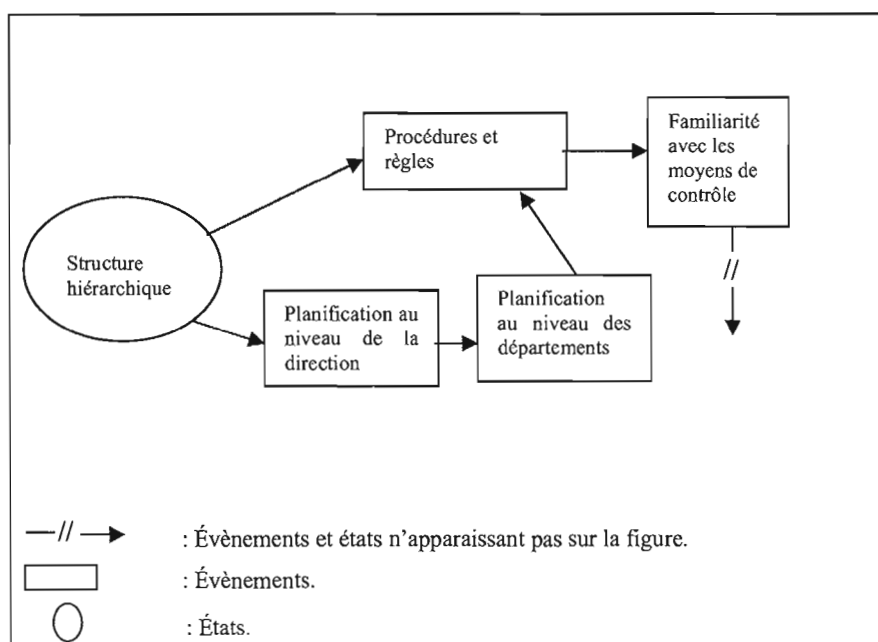 Procédures et
règles
Familiarité
avec les
moyens de
contrôle
Structure
hiérarchique
//
Planification au
niveau de la
direction
Planification
au niveau des
départements
// : Évènements et états n'apparaissant pas sur la figure.
: Évènements.
: États.